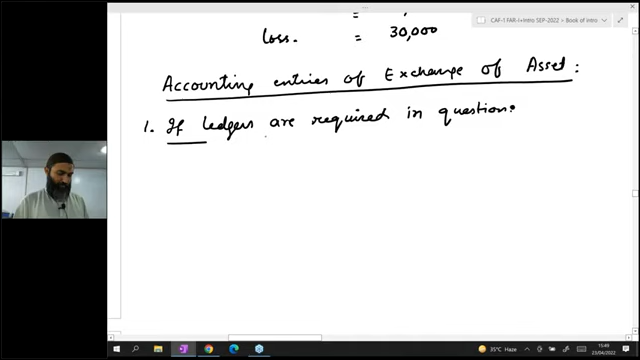 CAF-1 FAR-I+Intro SEP-2022 > Book of intro
loss. = 30,000
Accounting entries of Exchange of Asset:
1. If ledgers are required in question:
35°C Haze
15:49
23/04/2022